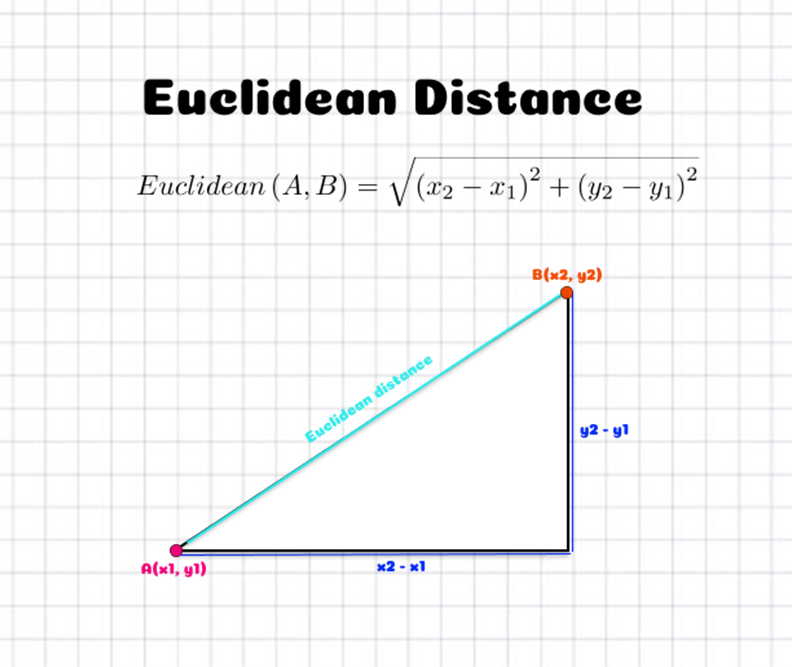 Euclidean Distance
Euclidean (A, B) = √(x₂ − x₁)² + (y₂ − y₁)²
B(x2, y2)
Euclidean distance
y2 - y1
A(x1, y1)
x2 - x1